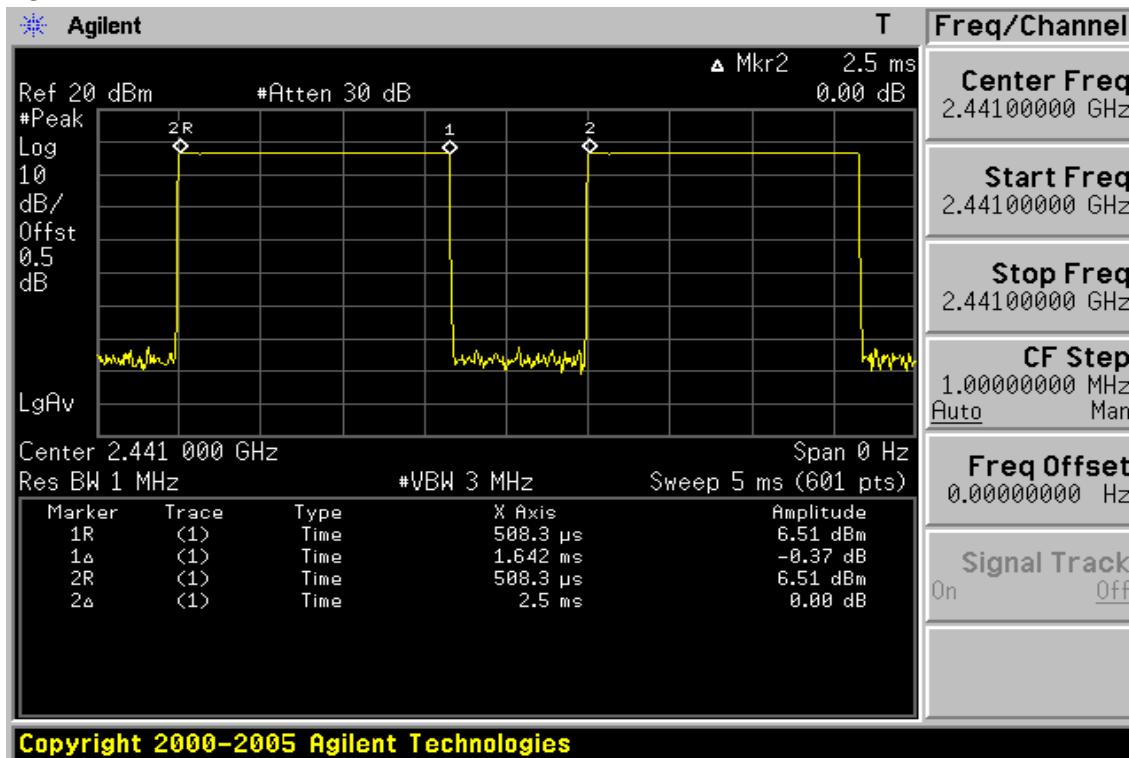 Agilent T
Freq/Channel
△ Mkr2 2.5 ms
Ref 20 dBm #Atten 30 dB 0.00 dB
#Peak
Log
10
dB/
Offst
0.5
dB
LgAv
2R 1 2
Center 2.441 000 GHz Span 0 Hz
Res BW 1 MHz #VBW 3 MHz Sweep 5 ms (601 pts)
Marker Trace Type X Axis Amplitude
1R (1) Time 508.3 µs 6.51 dBm
1△ (1) Time 1.642 ms -0.37 dB
2R (1) Time 508.3 µs 6.51 dBm
2△ (1) Time 2.5 ms 0.00 dB
Center Freq
2.44100000 GHz
Start Freq
2.44100000 GHz
Stop Freq
2.44100000 GHz
CF Step
1.00000000 MHz
Auto Man
Freq Offset
0.00000000 Hz
Signal Track
On Off
Copyright 2000-2005 Agilent Technologies